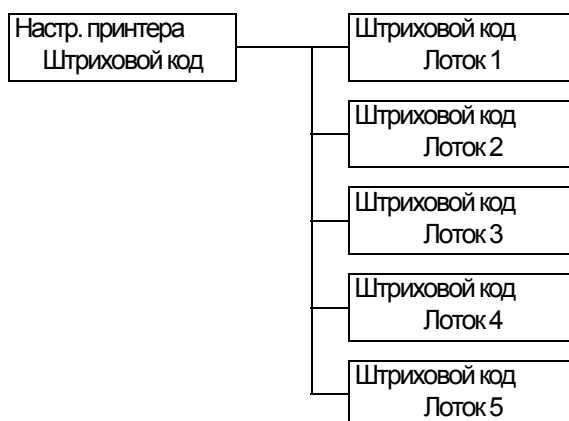 Настр. принтера
Штриховой код
Штриховой код
Лоток 1
Штриховой код
Лоток 2
Штриховой код
Лоток 3
Штриховой код
Лоток 4
Штриховой код
Лоток 5